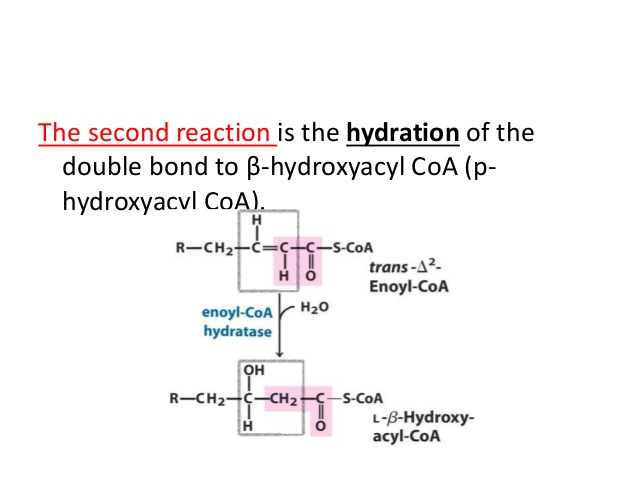 The second reaction is the hydration of the
double bond to β-hydroxyacyl CoA (p-
hydroxyacyl CoA).
H
R—CH2—C=C—C—S-CoA
H O
trans-Δ²-
Enoyl-CoA
enoyl-CoA
hydratase
H2O
OH
R—CH2—C—CH2—C—S-CoA
H O
L-β-Hydroxy-
acyl-CoA